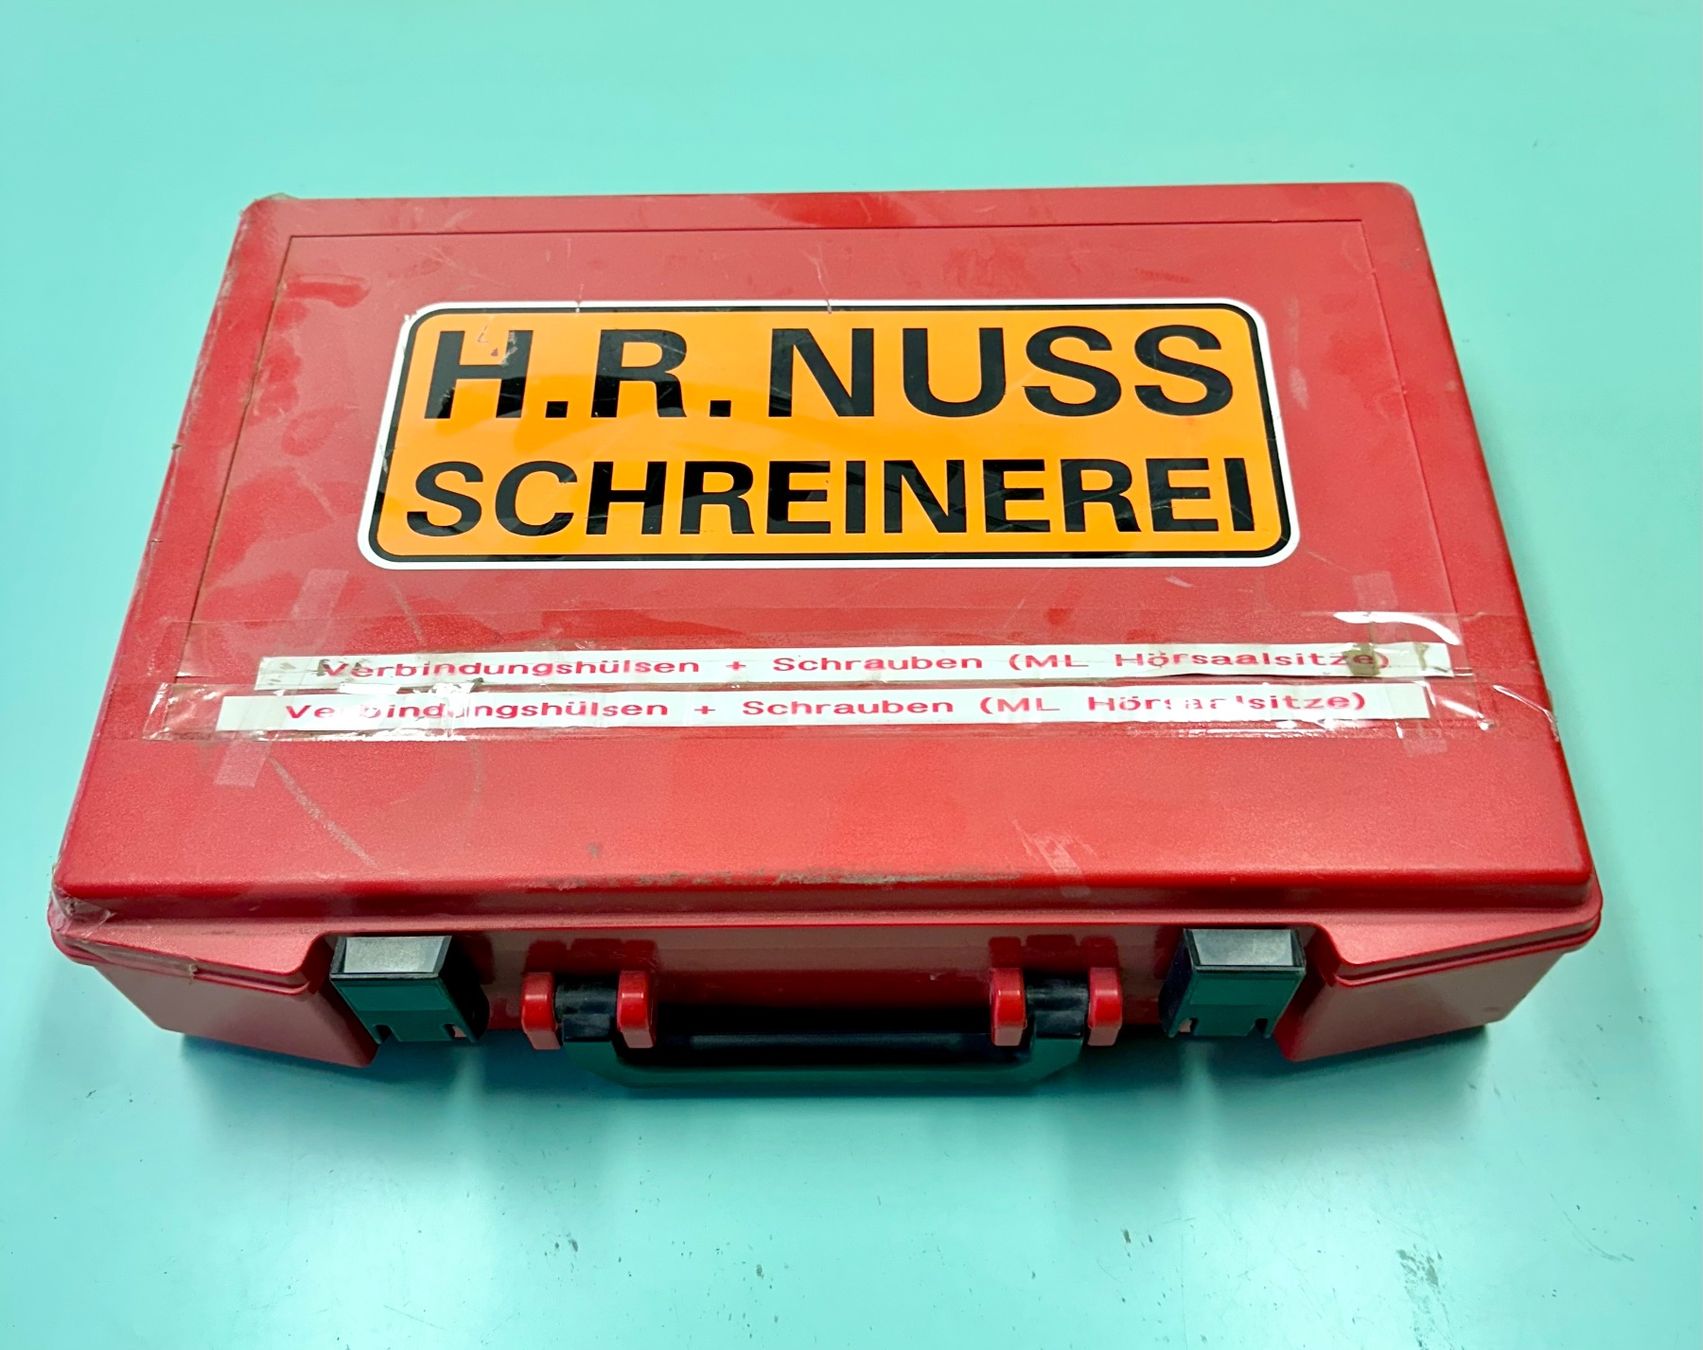 H.R. NUSS
SCHREINEREI
Verbindungshülsen + Schrauben (ML Hörsaalsitze)
Verbindungshülsen + Schrauben (ML Hörsaalsitze)